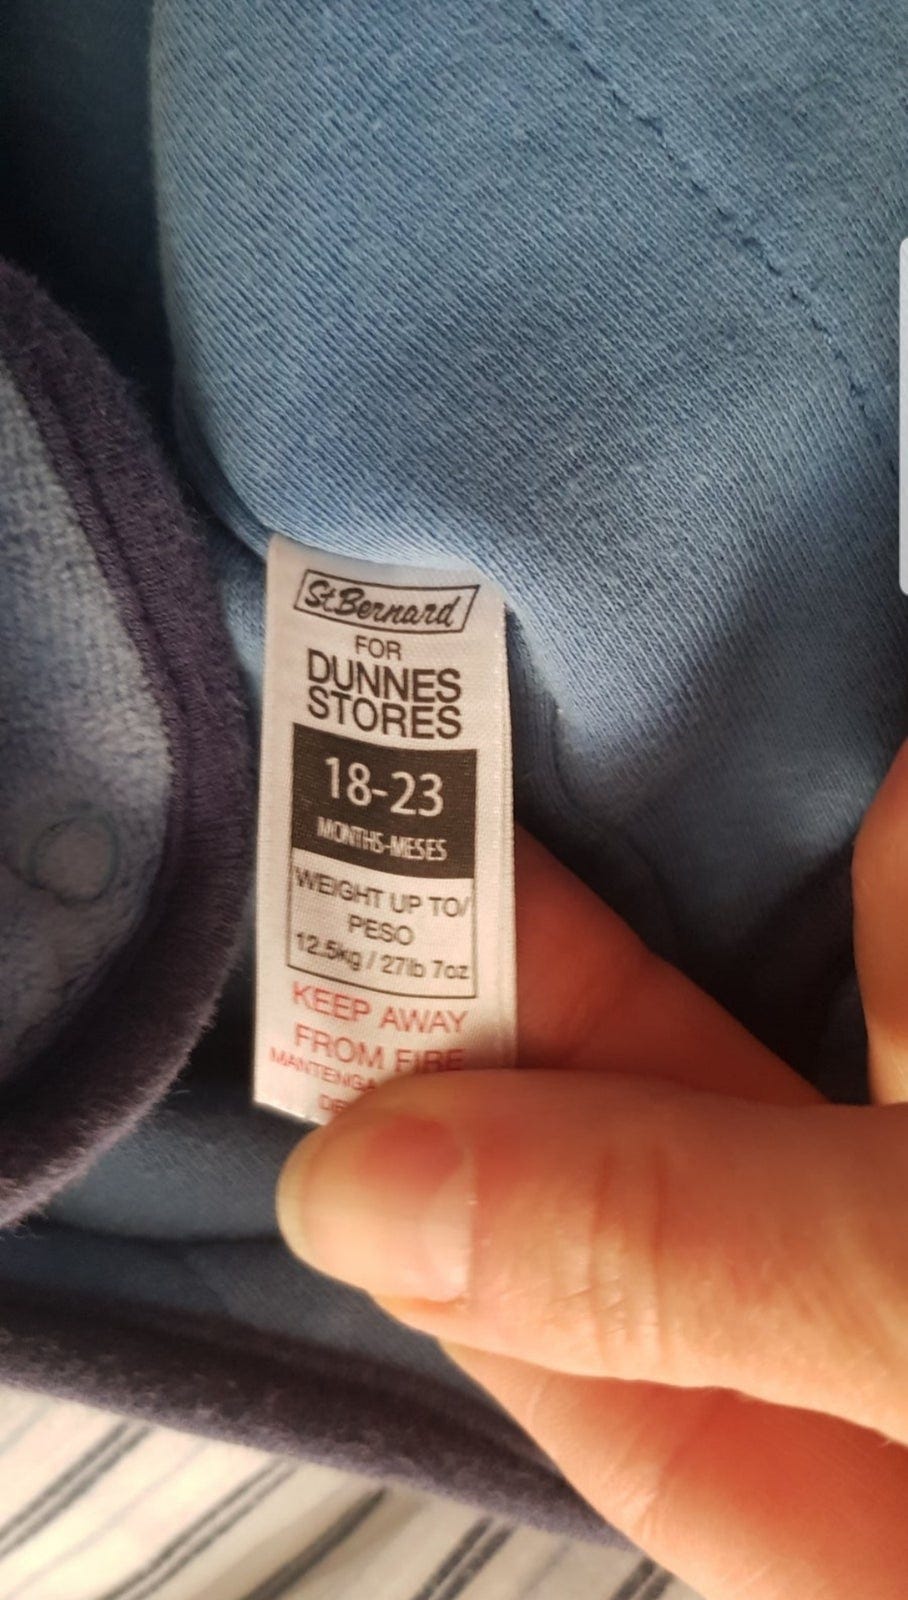 St Bernard
FOR
DUNNES
STORES
18-23
MONTHS-MESES
WEIGHT UP TO/
PESO
12.5kg / 27lb 7oz
KEEP AWAY
FROM FIRE
MANTENGA